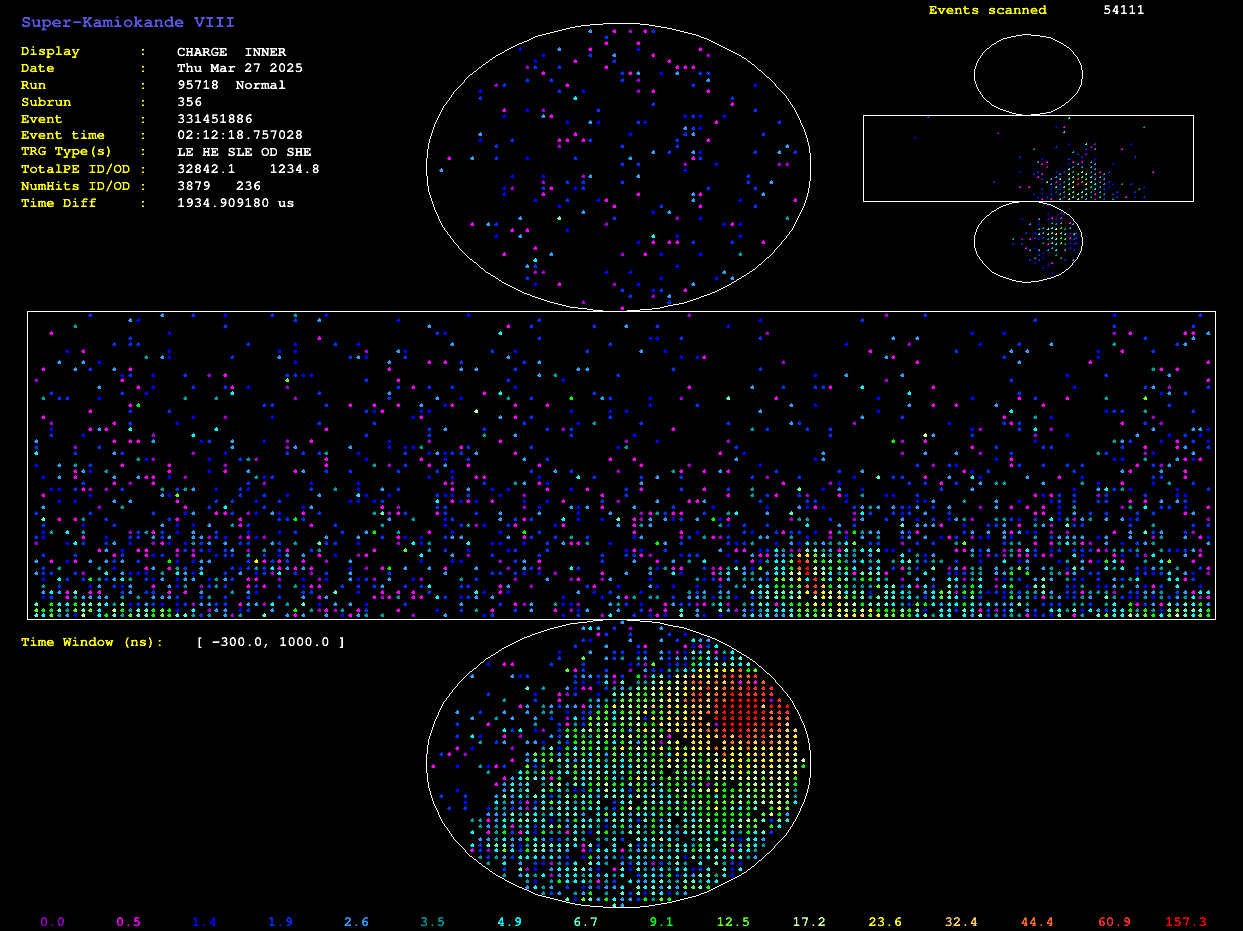 Super-Kamiokande VIII
Display : CHARGE INNER
Date : Thu Mar 27 2025
Run : 95718 Normal
Subrun : 356
Event : 331451886
Event time : 02:12:18.757028
TRG Type(s) : LE HE SLE OD SHE
TotalPE ID/OD : 32842.1 1234.8
NumHits ID/OD : 3879 236
Time Diff : 1934.909180 us
Events scanned 54111
Time Window (ns): [ -300.0, 1000.0 ]
0.0 0.5 1.4 1.9 2.6 3.5 4.9 6.7 9.1 12.5 17.2 23.6 32.4 44.4 60.9 157.3